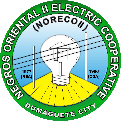 NEGROS ORIENTAL II ELECTRIC COOPERATIVE
(NORECO II)
DUMAGUETE CITY